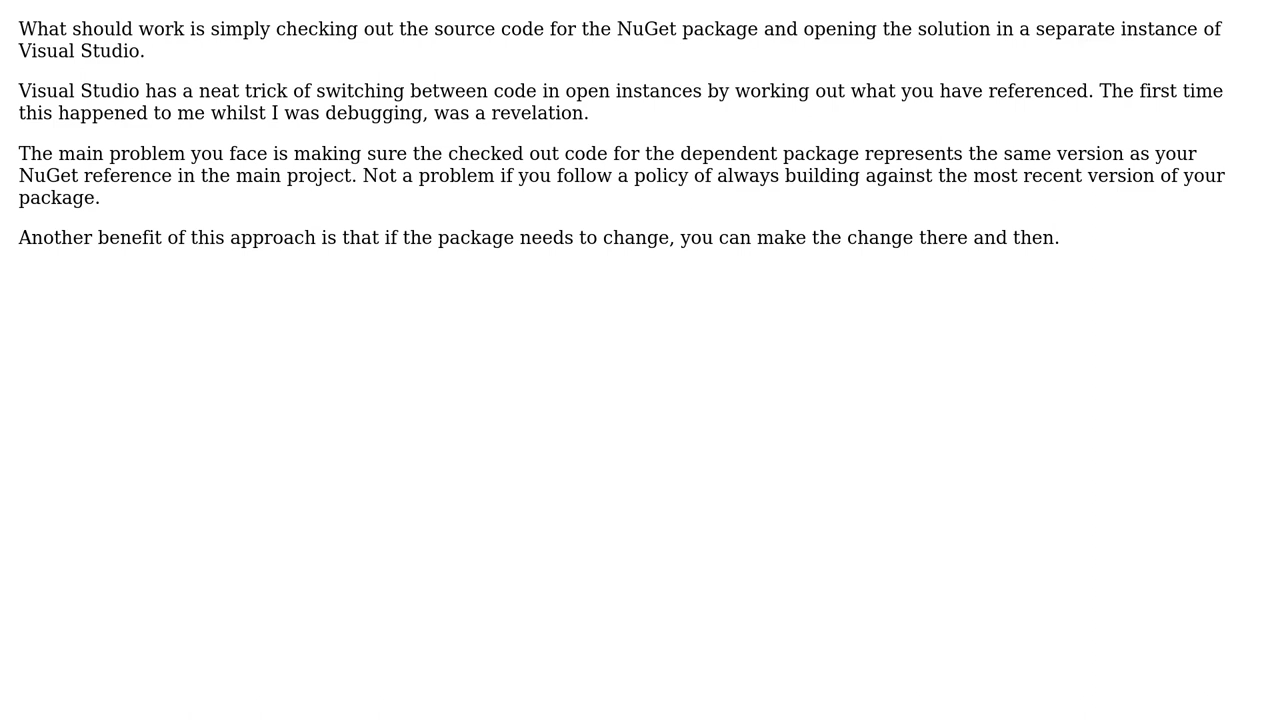 What should work is simply checking out the source code for the NuGet package and opening the solution in a separate instance of
Visual Studio.
Visual Studio has a neat trick of switching between code in open instances by working out what you have referenced. The first time
this happened to me whilst I was debugging, was a revelation.
The main problem you face is making sure the checked out code for the dependent package represents the same version as your
NuGet reference in the main project. Not a problem if you follow a policy of always building against the most recent version of your
package.
Another benefit of this approach is that if the package needs to change, you can make the change there and then.